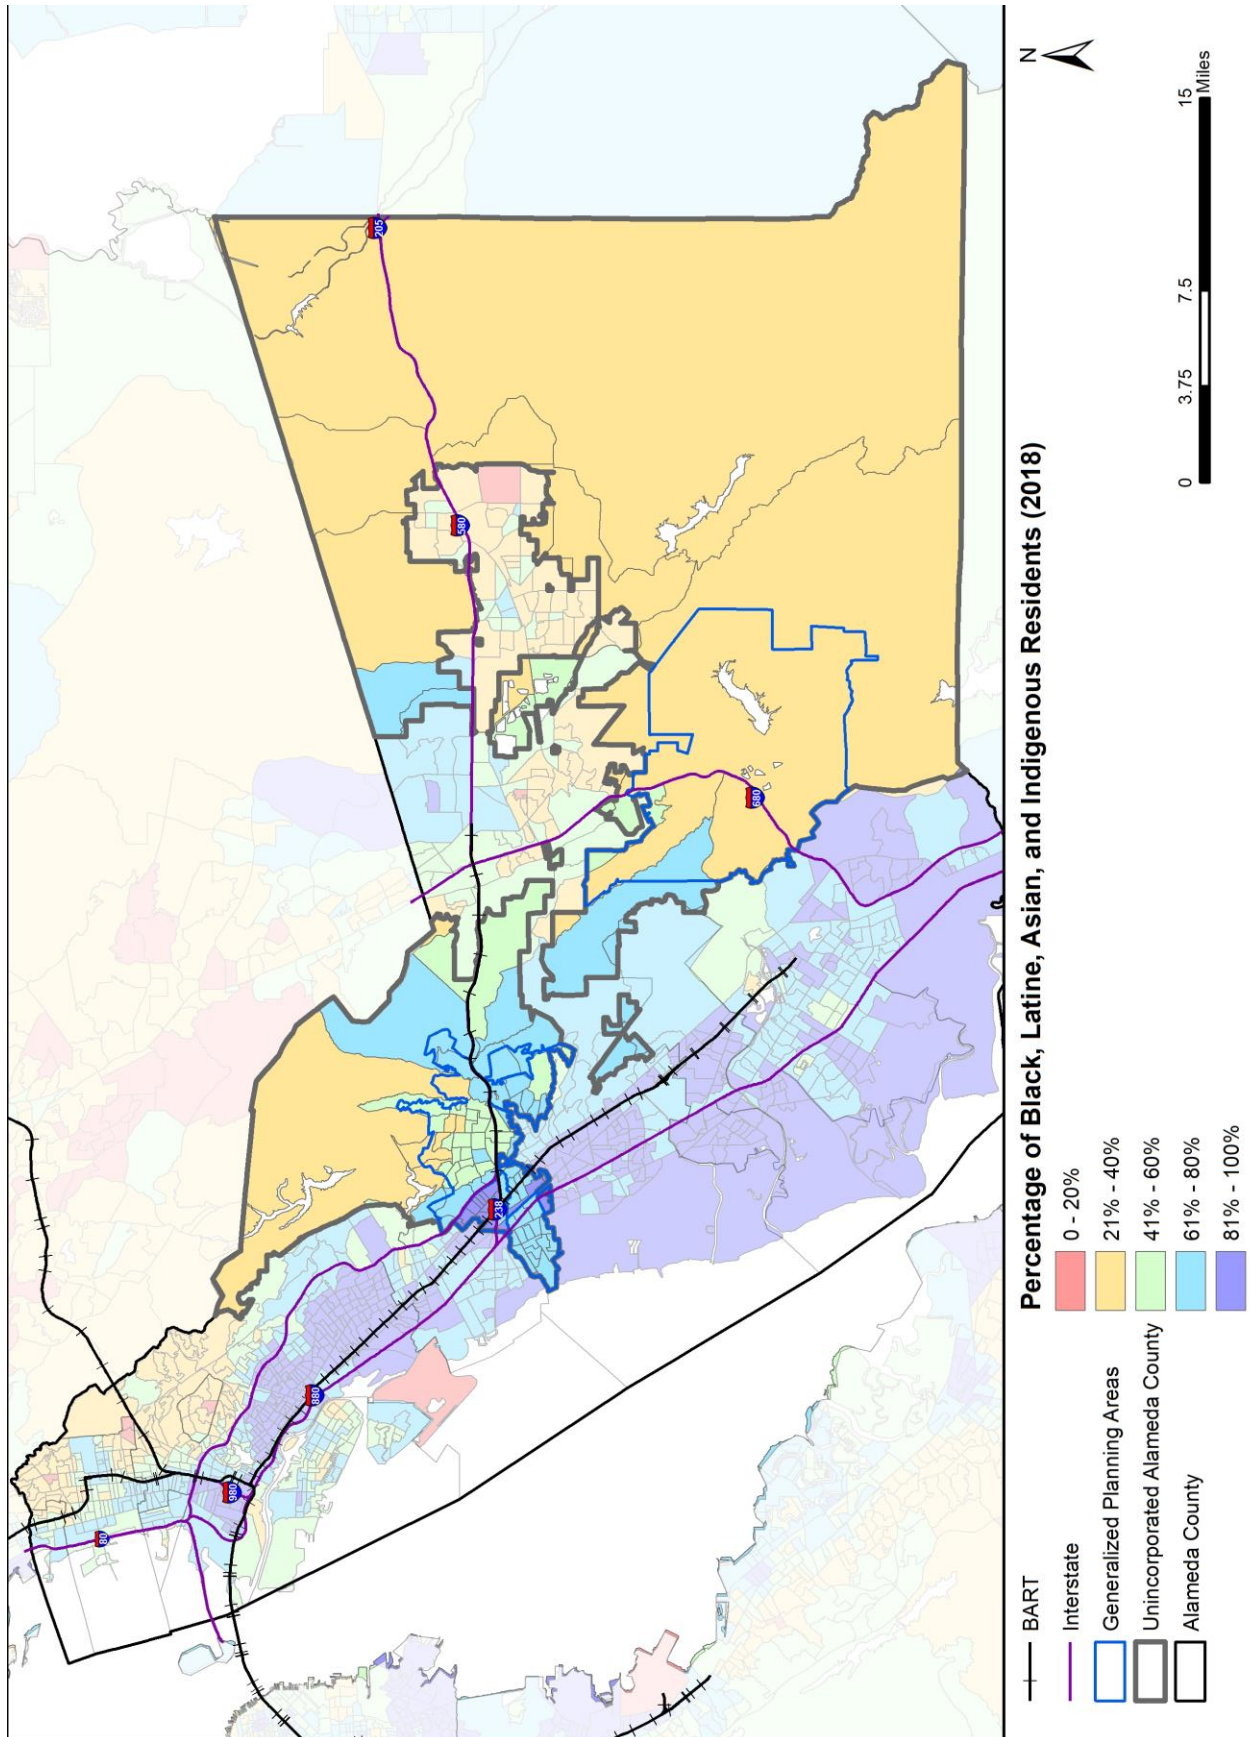 80
980
880
238
580
205
680
Percentage of Black, Latine, Asian, and Indigenous Residents (2018)
BART
Interstate
Generalized Planning Areas
Unincorporated Alameda County
Alameda County
0 - 20%
21% - 40%
41% - 60%
61% - 80%
81% - 100%
N
0 3.75 7.5 15
Miles